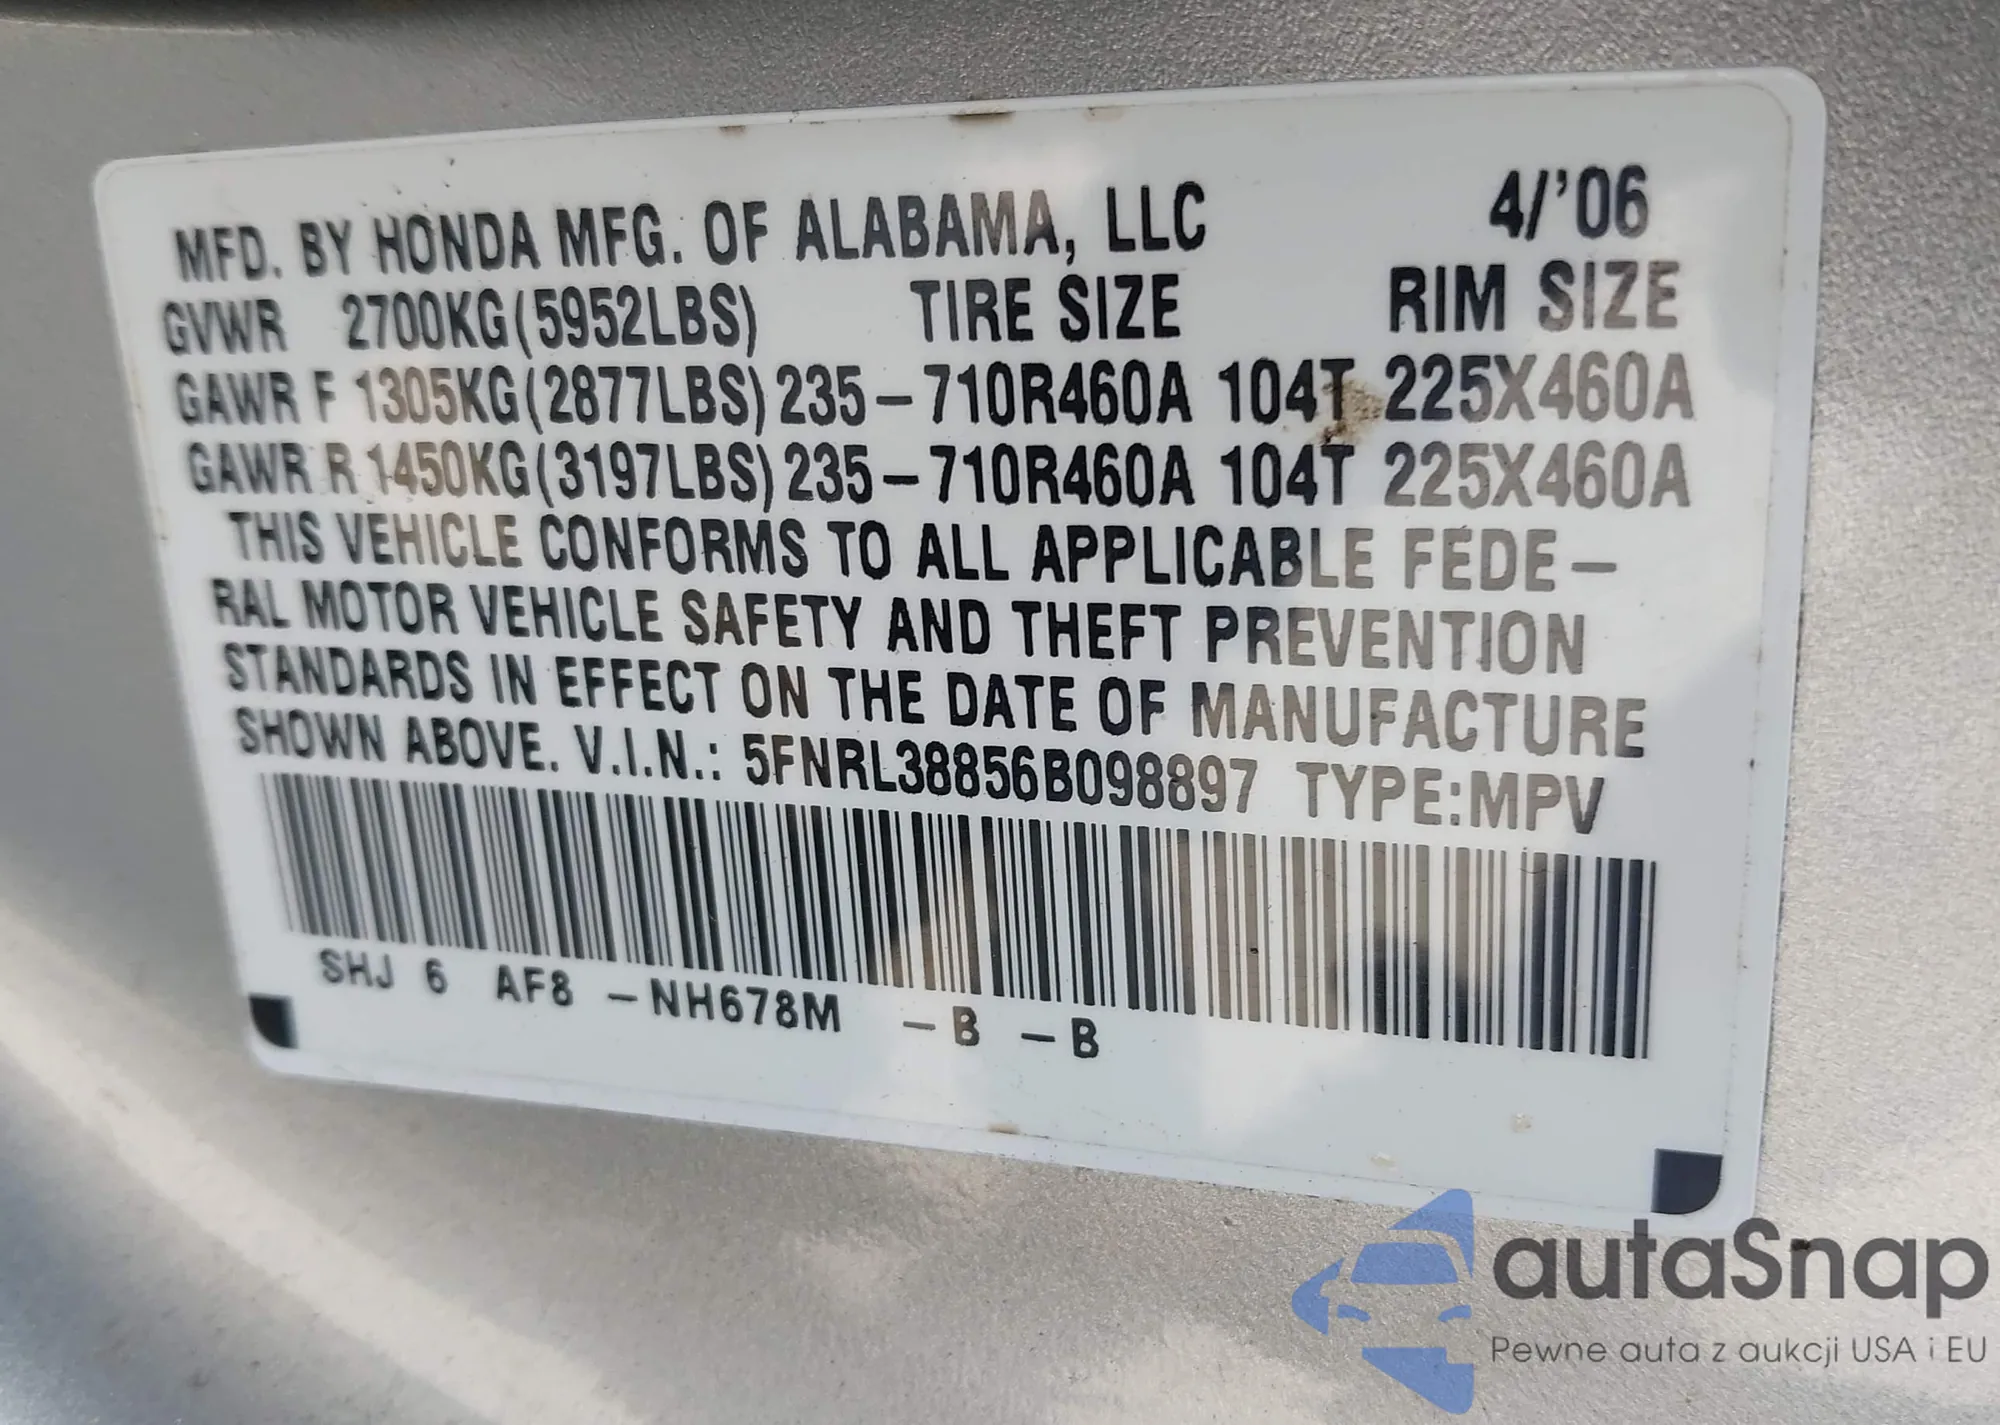 MFD. BY HONDA MFG. OF ALABAMA, LLC 4/'06
GVWR 2700KG(5952LBS) TIRE SIZE RIM SIZE
GAWR F 1305KG(2877LBS) 235-710R460A 104T 225X460A
GAWR R 1450KG(3197LBS) 235-710R460A 104T 225X460A
THIS VEHICLE CONFORMS TO ALL APPLICABLE FEDE-
RAL MOTOR VEHICLE SAFETY AND THEFT PREVENTION
STANDARDS IN EFFECT ON THE DATE OF MANUFACTURE
SHOWN ABOVE. V.I.N.: 5FNRL38856B098897 TYPE:MPV
SHJ 6 AF8 -NH678M -B -B
autaSnap
Pewne auta z aukcji USA i EU